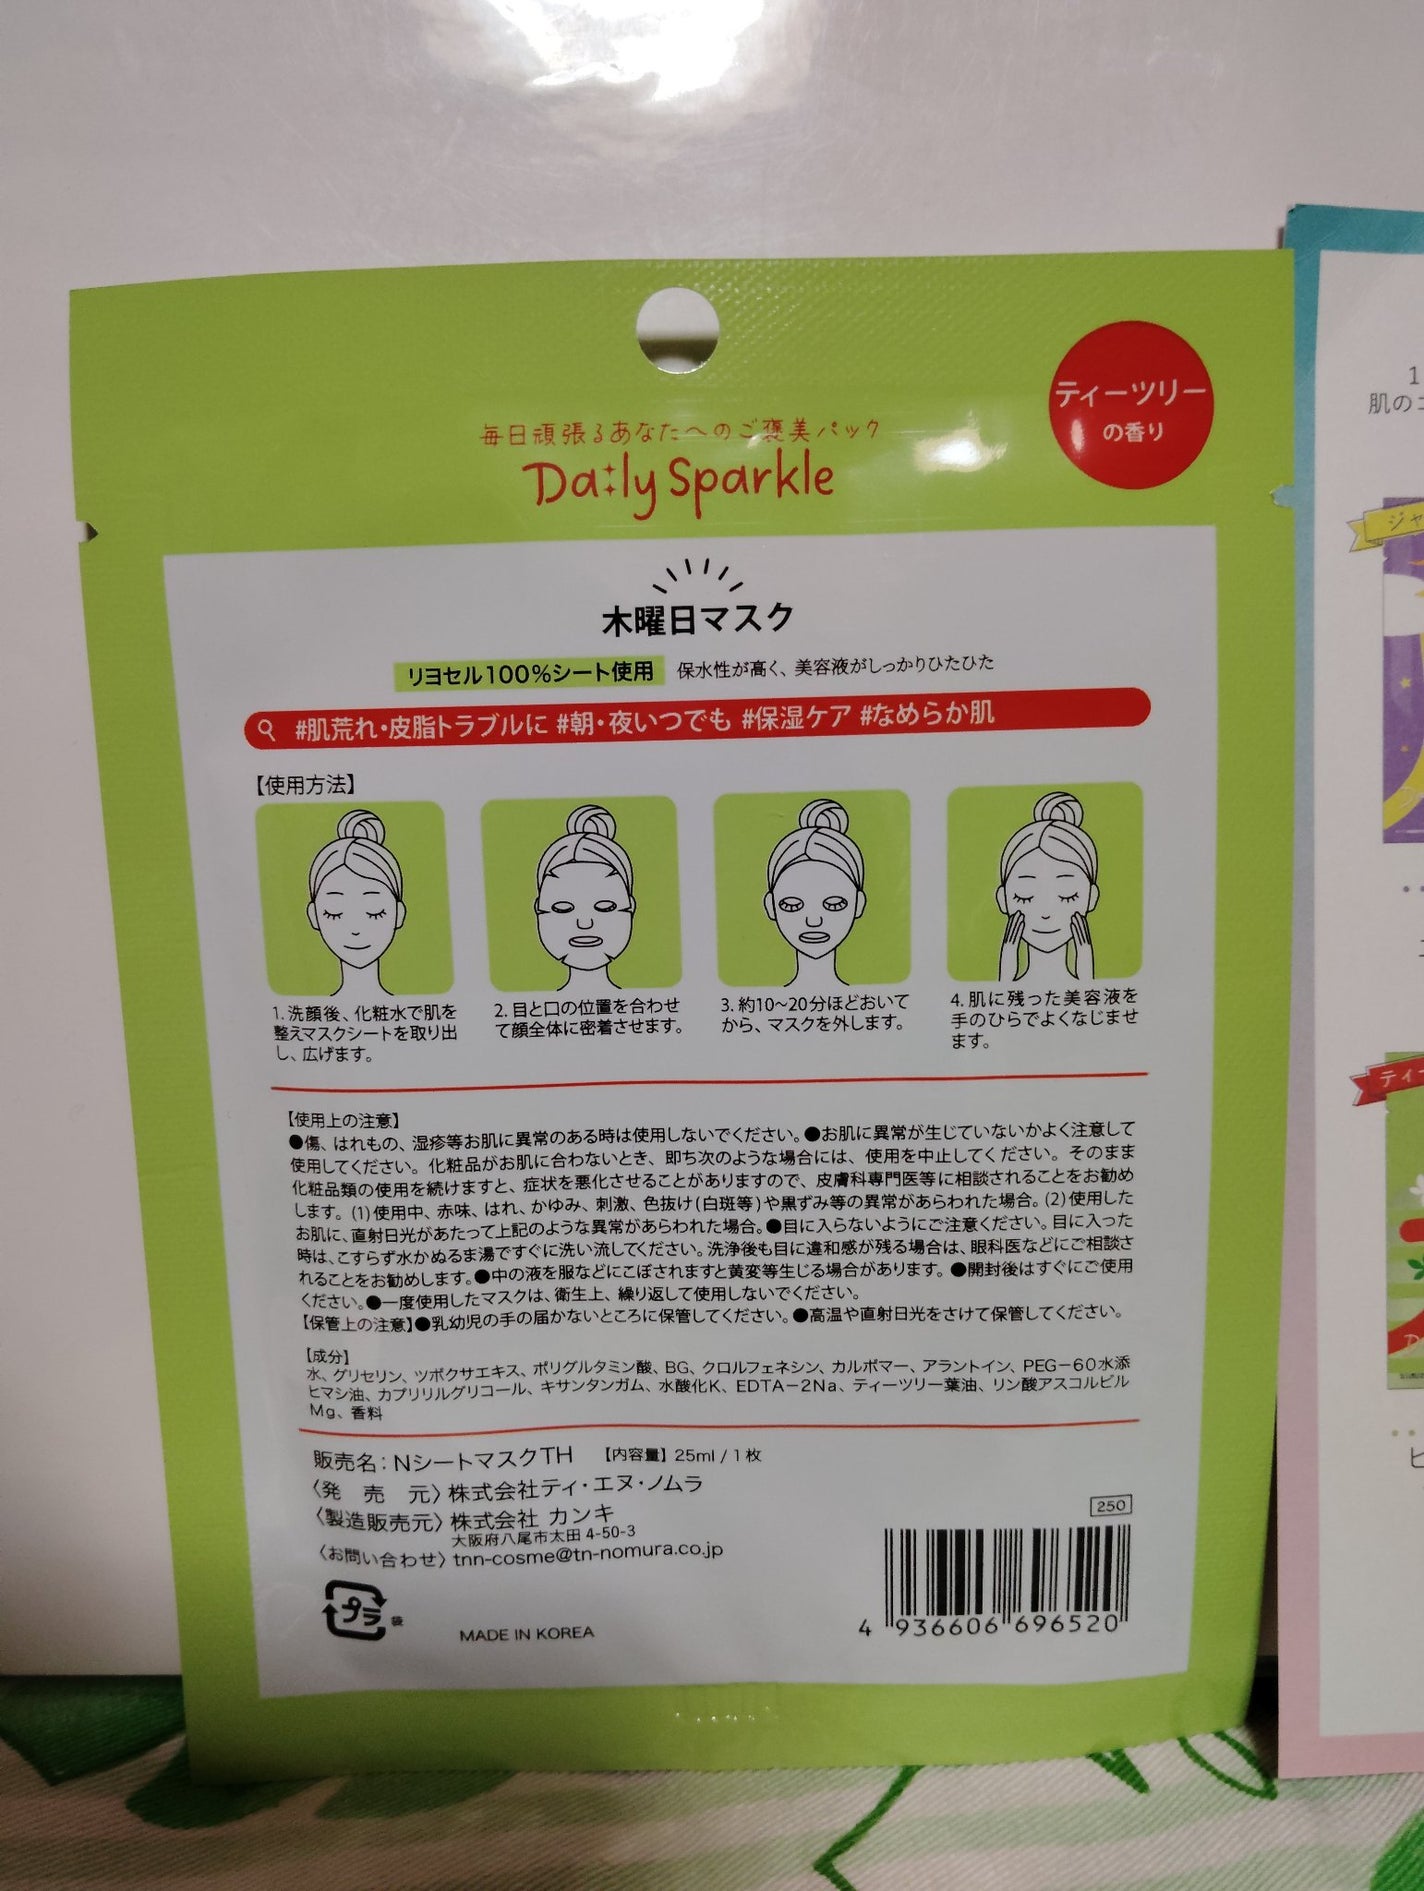 ティーツリー
の香り
毎日頑張るあなたへのご褒美パック
Daily Sparkle
木曜日マスク
リヨセル100%シート使用 保水性が高く、美容液がしっかりひたひた
#肌荒れ・皮脂トラブルに #朝・夜いつでも #保湿ケア #なめらか肌
【使用方法】
1. 洗顔後、化粧水で肌を
整えマスクシートを取り出
し、広げます。
2. 目と口の位置を合わせ
て顔全体に密着させます。
3. 約10~20分ほどおいて
から、マスクを外します。
4. 肌に残った美容液を
手のひらでよくなじませ
ます。
【使用上の注意】
●傷、はれもの、湿疹等お肌に異常のある時は使用しないでください。●お肌に異常が生じていないかよく注意して
使用してください。化粧品がお肌に合わないとき、即ち次のような場合には、使用を中止してください。そのまま
化粧品類の使用を続けますと、症状を悪化させることがありますので、皮膚科専門医等に相談されることをお勧め
します。(1)使用中、赤味、はれ、かゆみ、刺激、色抜け(白斑等)や黒ずみ等の異常があらわれた場合。(2)使用した
お肌に、直射日光があたって上記のような異常があらわれた場合。●目に入らないようにご注意ください。目に入った
時は、こすらず水かぬるま湯ですぐに洗い流してください。洗浄後も目に違和感が残る場合は、眼科医などにご相談さ
れることをお勧めします。●中の液を服などにこぼされますと黄変等生じる場合があります。●開封後はすぐにご使用
ください。●一度使用したマスクは、衛生上、繰り返して使用しないでください。
【保管上の注意】●乳幼児の手の届かないところに保管してください。●高温や直射日光をさけて保管してください。
【成分】
水、グリセリン、ツボクサエキス、ポリグルタミン酸、BG、クロルフェネシン、カルボマー、アラントイン、PEG−60水添
ヒマシ油、カプリリルグリコール、キサンタンガム、水酸化K、EDTA−2Na、ティーツリー葉油、リン酸アスコルビル
Mg、香料
販売名：NシートマスクTH 【内容量】25ml / 1枚
〈発 売 元〉株式会社ティ・エヌ・ノムラ
〈製造販売元〉株式会社 カンキ
大阪府八尾市太田 4-50-3
〈お問い合わせ〉tnn-cosme@tn-nomura.co.jp
プラ
袋
MADE IN KOREA
250
4 936606 696520
1
肌の
ジャ
ティー